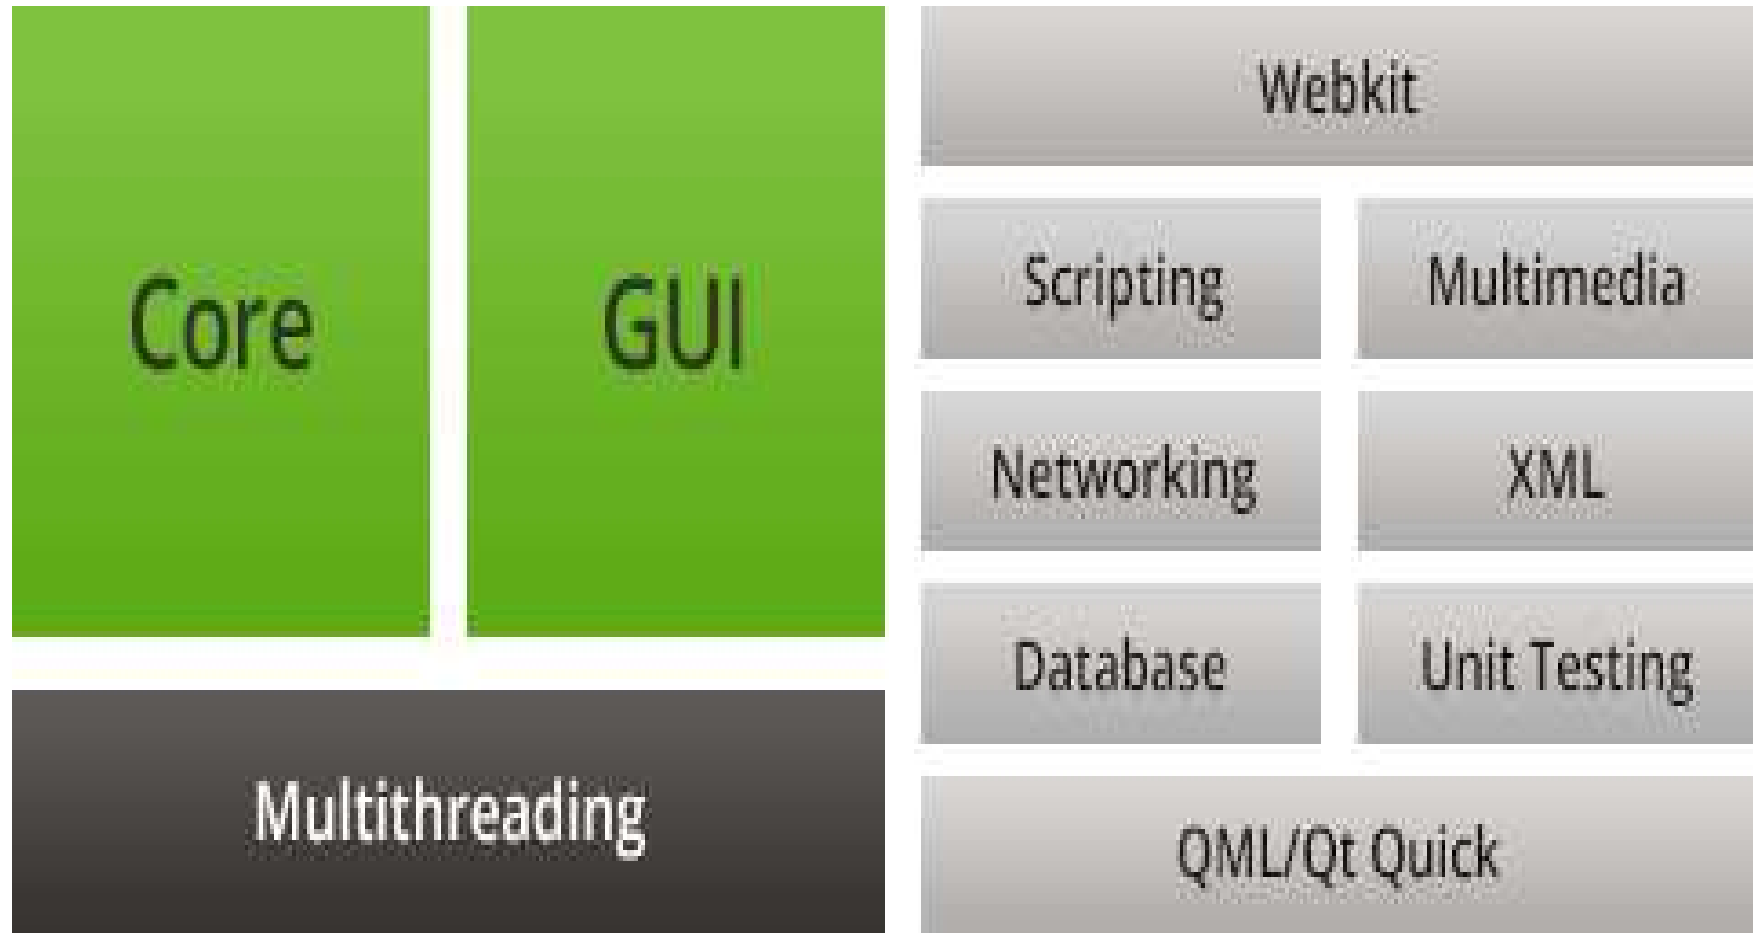 Core
GUI
Multithreading
Webkit
Scripting
Multimedia
Networking
XML
Database
Unit Testing
QML/Qt Quick